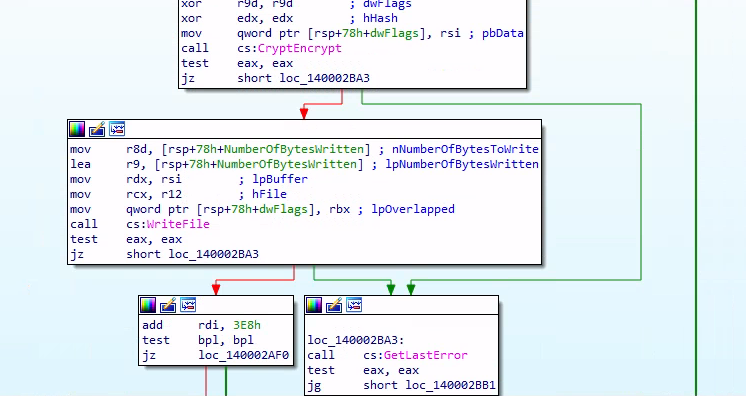 xor r9d, r9d ; dwFlags
xor edx, edx ; hHash
mov qword ptr [rsp+78h+dwFlags], rsi ; pbData
call cs:CryptEncrypt
test eax, eax
jz short loc_140002BA3
mov r8d, [rsp+78h+NumberOfBytesWritten] ; nNumberOfBytesToWrite
lea r9, [rsp+78h+NumberOfBytesWritten] ; lpNumberOfBytesWritten
mov rdx, rsi ; lpBuffer
mov rcx, r12 ; hFile
mov qword ptr [rsp+78h+dwFlags], rbx ; lpOverlapped
call cs:WriteFile
test eax, eax
jz short loc_140002BA3
add rdi, 3E8h
test bpl, bpl
jz loc_140002AF0
loc_140002BA3:
call cs:GetLastError
test eax, eax
jg short loc_140002BB1